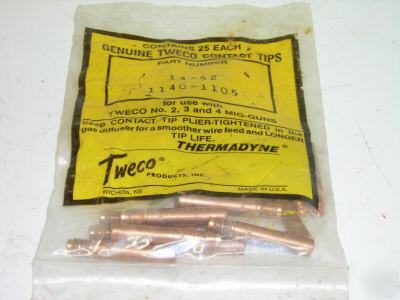 CONTAINS 25 EACH
GENUINE TWECO CONTACT TIPS
PART NUMBER
14-52
1140-1105
for use with
TWECO No. 2, 3 and 4 MIG-GUNS
Keep CONTACT TIP PLIER-TIGHTENED in the
gas diffuser for a smoother wire feed and LONGER
TIP LIFE.
THERMADYNE®
Tweco®
PRODUCTS, INC.
WICHITA, KS
MADE IN U.S.A.
unixd.net